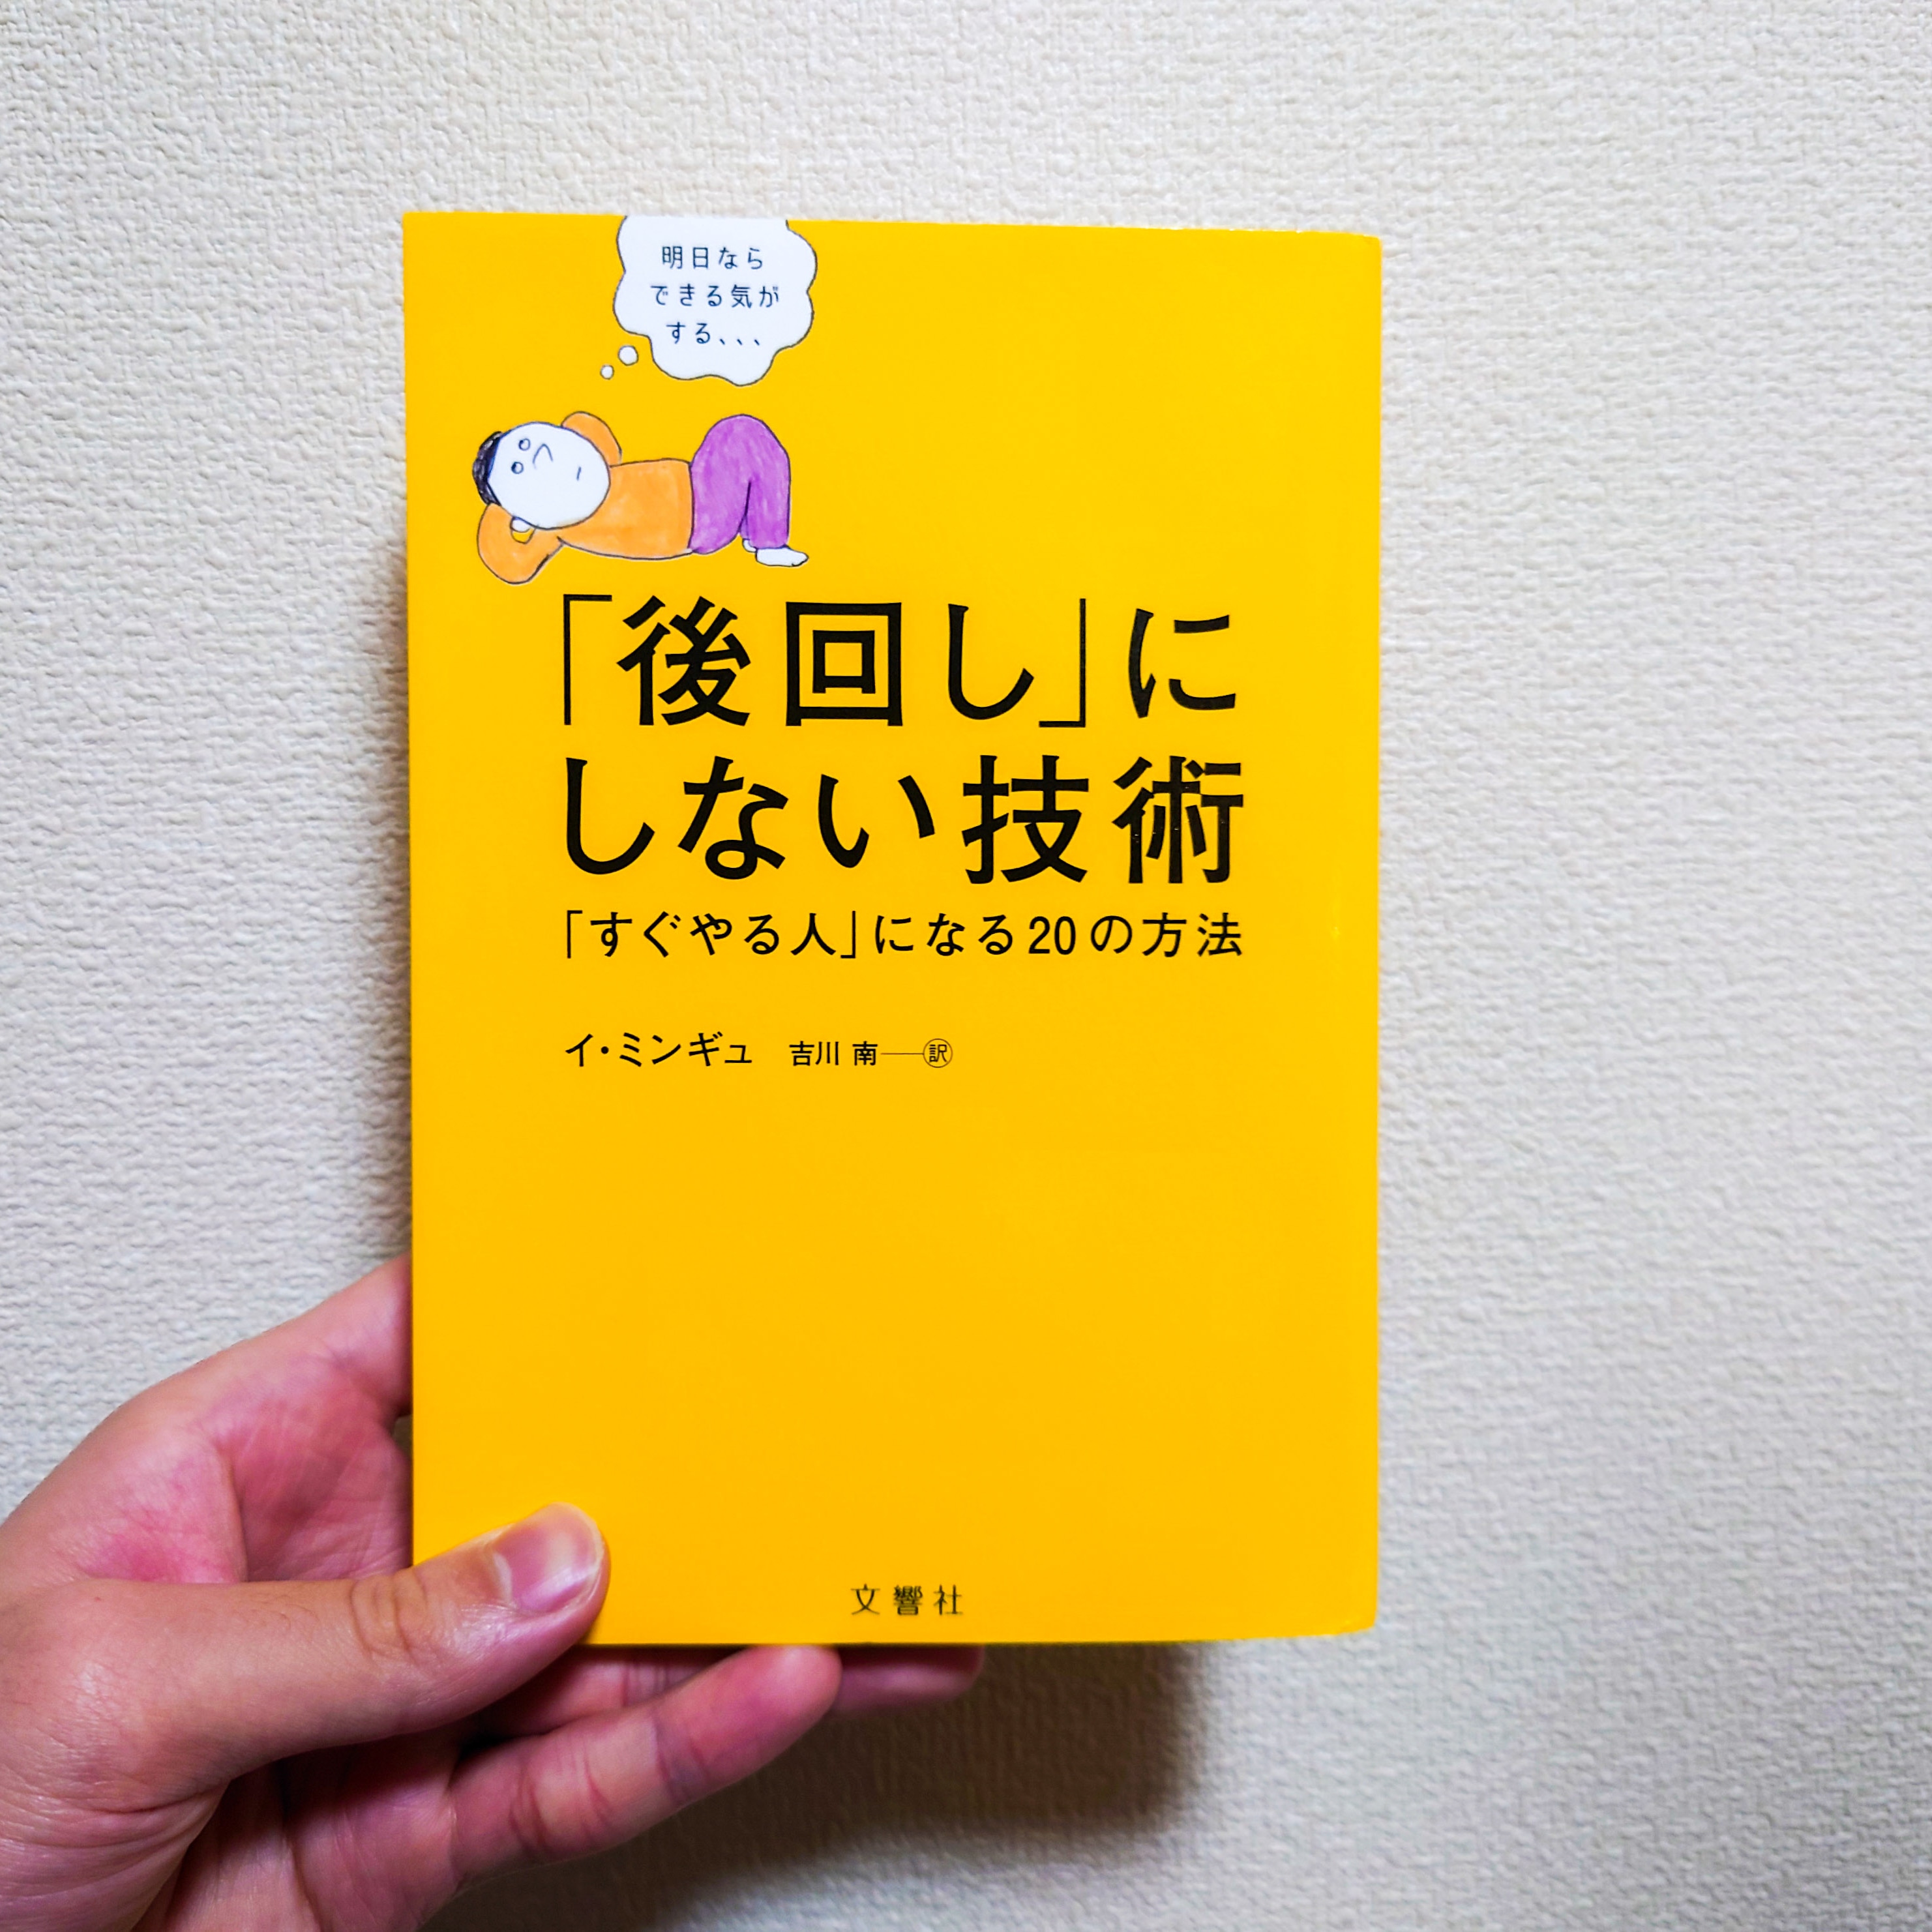 明日なら
できる気が
する、、、
「後回し」に
しない技術
「すぐやる人」になる20の方法
イ・ミンギュ 吉川 南──訳
文響社